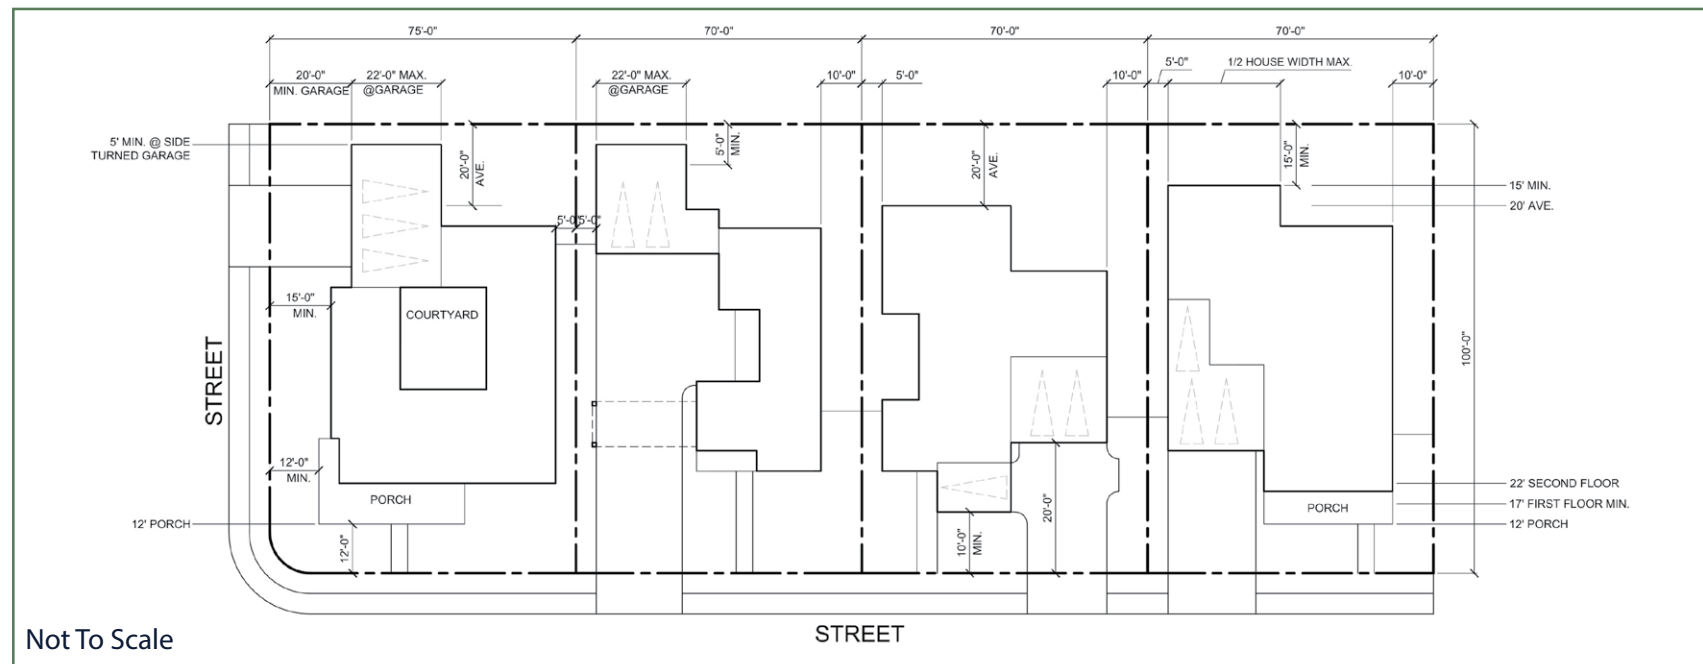 75'-0"
70'-0"
70'-0"
70'-0"
20'-0"
MIN. GARAGE
22'-0" MAX.
@GARAGE
22'-0" MAX.
@GARAGE
10'-0"
5'-0"
10'-0"
5'-0"
1/2 HOUSE WIDTH MAX.
10'-0"
5' MIN. @ SIDE
TURNED GARAGE
20'-0"
AVE.
5'-0"
MIN.
20'-0"
AVE.
15'-0"
MIN.
15' MIN.
20' AVE.
5'-0"
5'-0"
15'-0"
MIN.
COURTYARD
STREET
100'-0"
12'-0"
MIN.
PORCH
12' PORCH
12'-0"
10'-0"
MIN.
20'-0"
PORCH
22' SECOND FLOOR
17' FIRST FLOOR MIN.
12' PORCH
STREET
Not To Scale